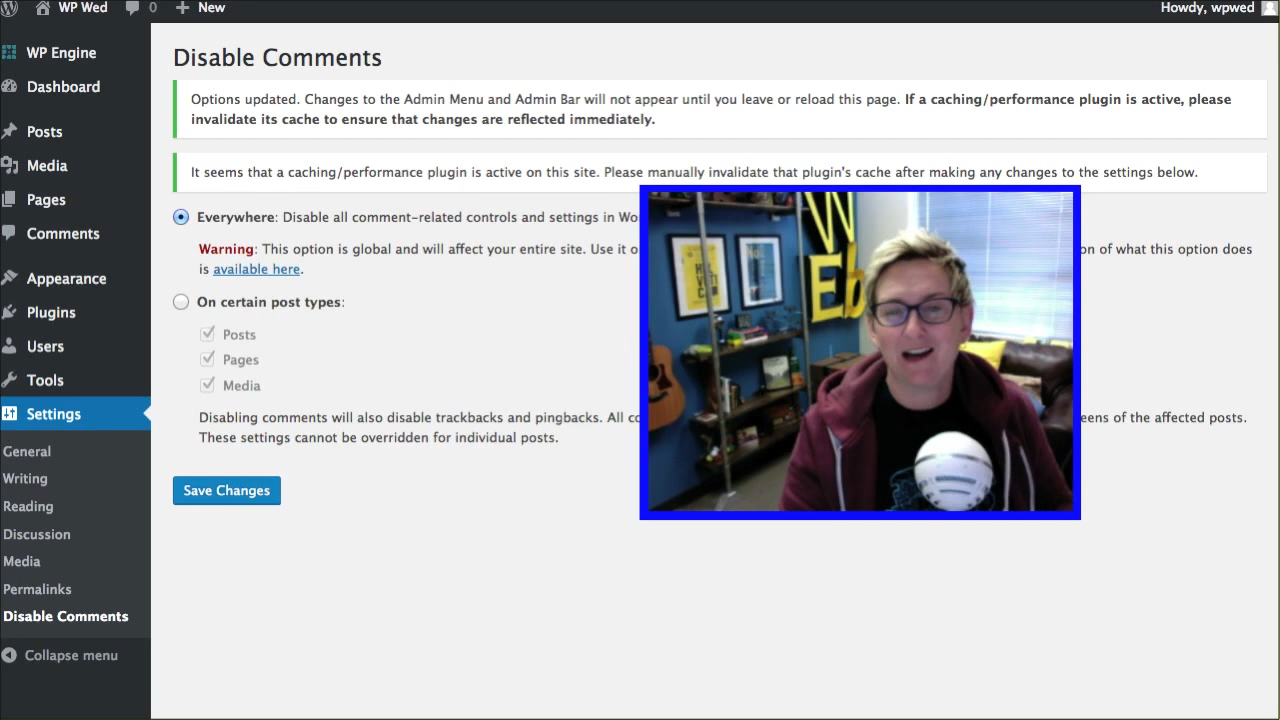 WP Wed 0 New Howdy, wpwed
WP Engine
Dashboard
Posts
Media
Pages
Comments
Appearance
Plugins
Users
Tools
Settings
General
Writing
Reading
Discussion
Media
Permalinks
Disable Comments
Collapse menu
Disable Comments
Options updated. Changes to the Admin Menu and Admin Bar will not appear until you leave or reload this page. If a caching/performance plugin is active, please
invalidate its cache to ensure that changes are reflected immediately.
It seems that a caching/performance plugin is active on this site. Please manually invalidate that plugin's cache after making any changes to the settings below.
Everywhere: Disable all comment-related controls and settings in
Warning: This option is global and will affect your entire site. Use it of what this option does
is available here.
On certain post types:
Posts
Pages
Media
Disabling comments will also disable trackbacks and pingbacks. All of the affected posts.
These settings cannot be overridden for individual posts.
Save Changes
W
Eb